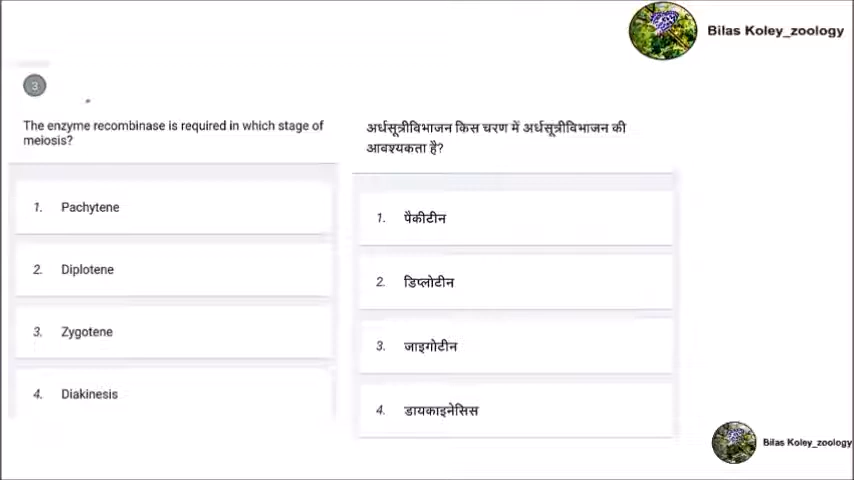 Bilas Koley_zoology
3
The enzyme recombinase is required in which stage of
meiosis?
1. Pachytene
2. Diplotene
3. Zygotene
4. Diakinesis
अर्धसूत्रीविभाजन किस चरण में अर्धसूत्रीविभाजन की
आवश्यकता है?
1. पैकीटीन
2. डिप्लोटीन
3. जाइगोटीन
4. डायकाइनेसिस
Bilas Koley_zoology